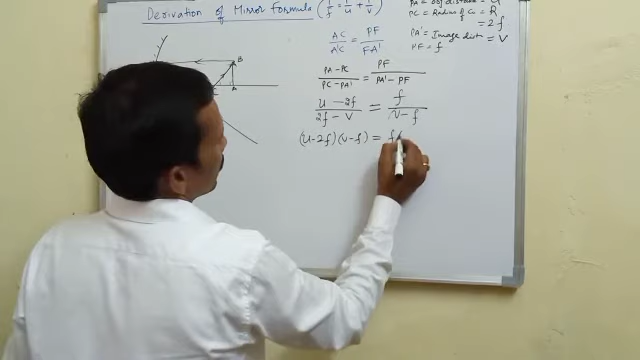 Derivation of Mirror Formula (1/f = 1/u + 1/v)
PA = Obj distance = u
PC = Radius of Cu = R
= 2f
PA' = Image dist = v
PF = f
AC/A'C = PF/FA'
PA - PC / PC - PA' = PF / PA' - PF
u - 2f / 2f - v = f / v - f
(u - 2f)(v - f) = f
B
A